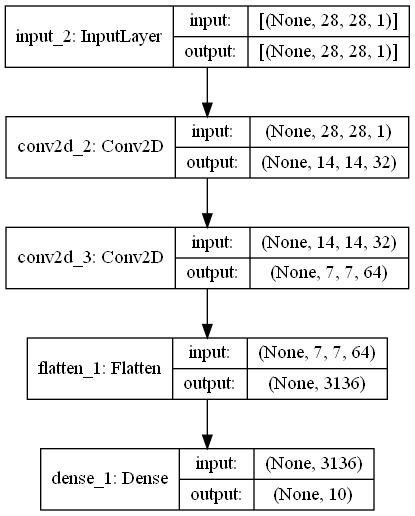 input_2: InputLayer
input: [(None, 28, 28, 1)]
output: [(None, 28, 28, 1)]
conv2d_2: Conv2D
input: (None, 28, 28, 1)
output: (None, 14, 14, 32)
conv2d_3: Conv2D
input: (None, 14, 14, 32)
output: (None, 7, 7, 64)
flatten_1: Flatten
input: (None, 7, 7, 64)
output: (None, 3136)
dense_1: Dense
input: (None, 3136)
output: (None, 10)